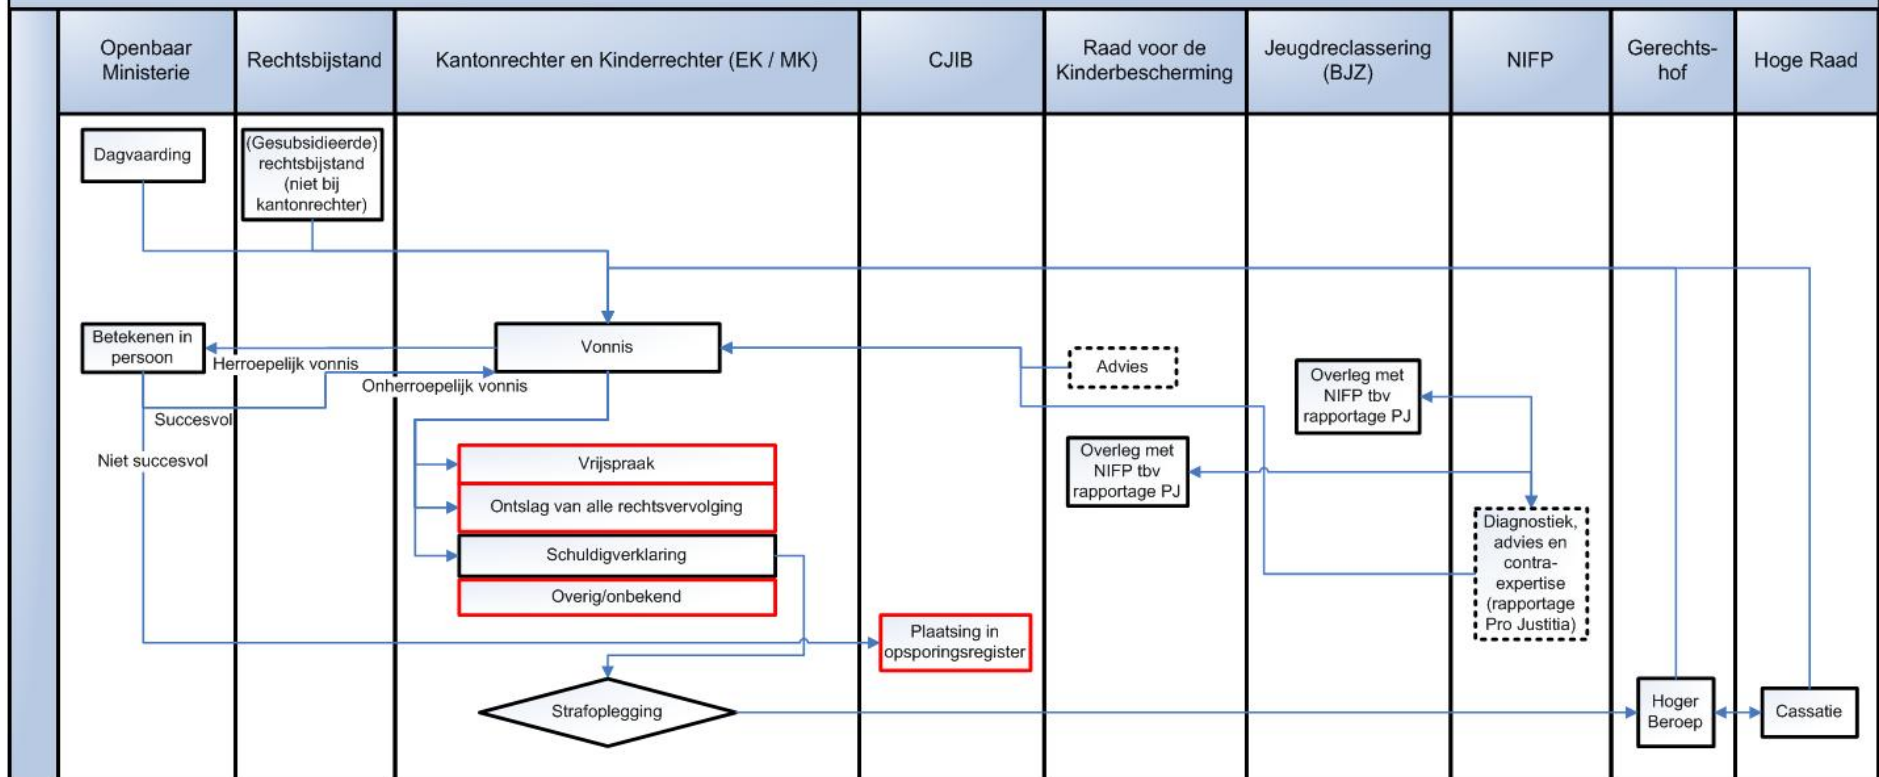 Openbaar
Ministerie
Rechtsbijstand
Kantonrechter en Kinderrechter (EK / MK)
CJIB
Raad voor de
Kinderbescherming
Jeugdreclassering
(BJZ)
NIFP
Gerechts-
hof
Hoge Raad
Dagvaarding
(Gesubsidieerde)
rechtsbijstand
(niet bij
kantonrechter)
Betekenen in
persoon
Herroepelijk vonnis
Vonnis
Onherroepelijk vonnis
Succesvol
Niet succesvol
Advies
Overleg met
NIFP tbv
rapportage PJ
Overleg met
NIFP tbv
rapportage PJ
Vrijspraak
Ontslag van alle rechtsvervolging
Schuldigverklaring
Overig/onbekend
Diagnostiek,
advies en
contra-
expertise
(rapportage
Pro Justitia)
Plaatsing in
opsporingsregister
Strafoplegging
Hoger
Beroep
Cassatie